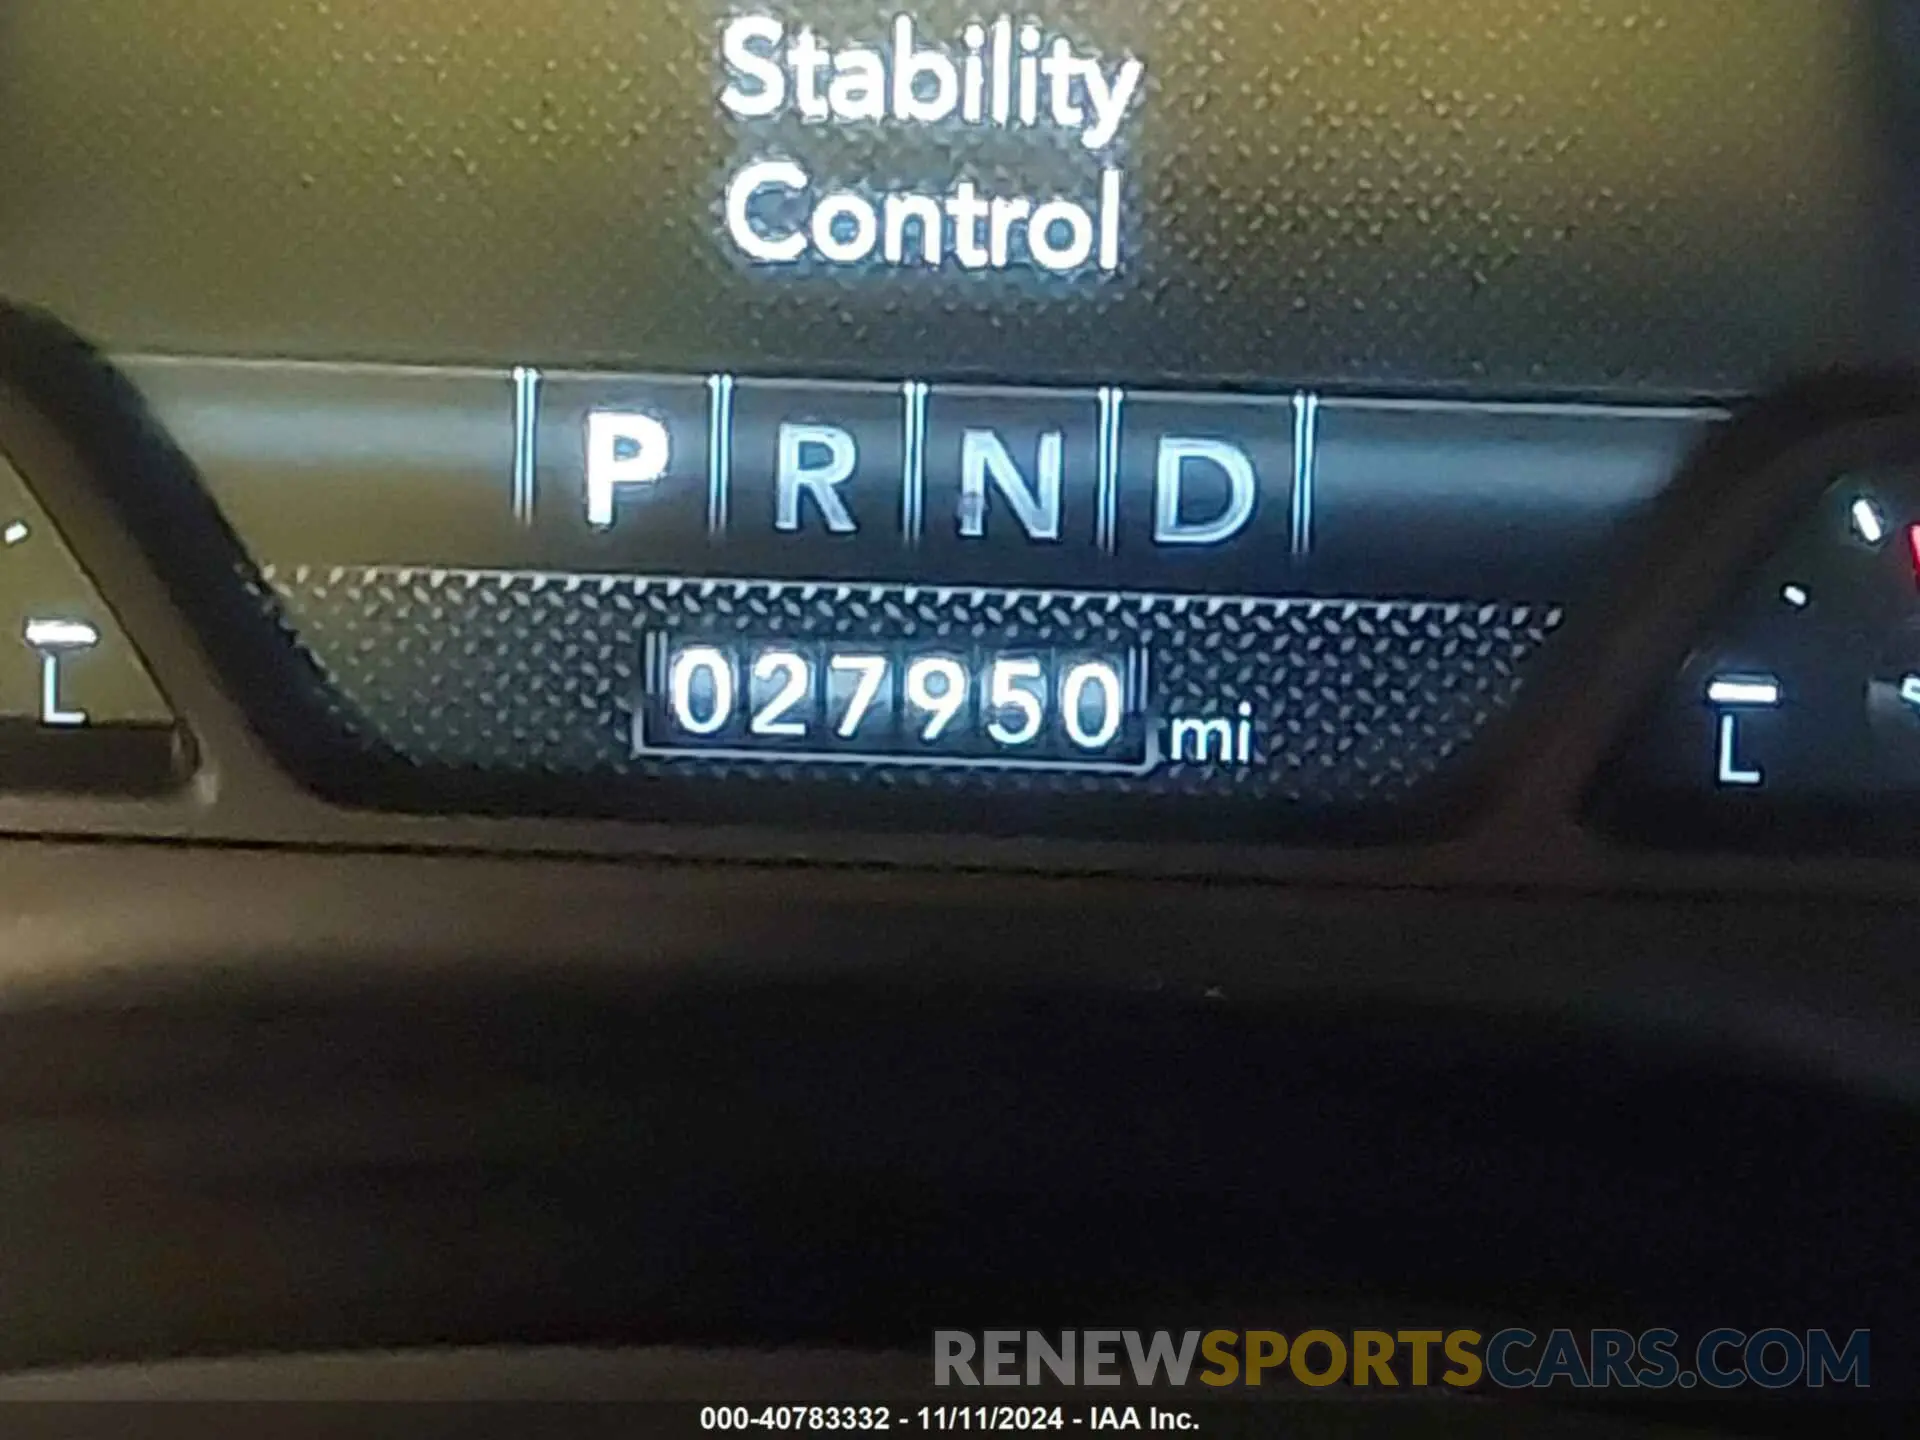 Stability
Control
P R N D
027950 mi
L
L
RENEWSPORTSCARS.COM
000-40783332 - 11/11/2024 - IAA Inc.